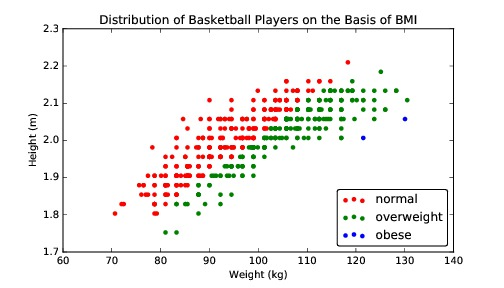 Distribution of Basketball Players on the Basis of BMI
2.3
2.2
2.1
2.0
1.9
1.8
1.7
Height (m)
60 70 80 90 100 110 120 130 140
Weight (kg)
normal
overweight
obese